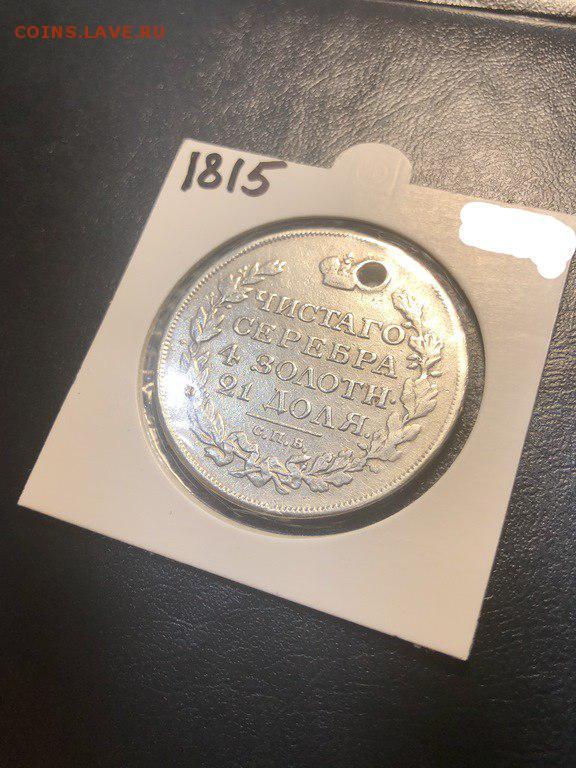 COINS.LAVE.RU
1815
ЧИСТАГО
СЕРЕБРА
4 ЗОЛОТН.
21 ДОЛЯ.
С.П.Б.